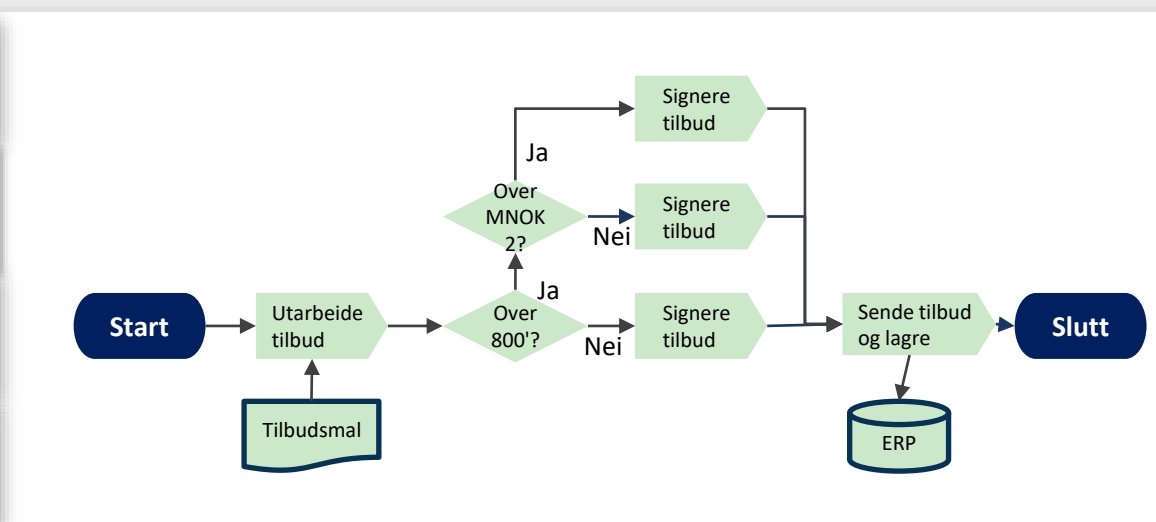 Signere
tilbud
Ja
Over
MNOK
2?
Nei
Signere
tilbud
Ja
Start
Utarbeide
tilbud
Over
800'?
Nei
Signere
tilbud
Sende tilbud
og lagre
Slutt
Tilbudsmal
ERP